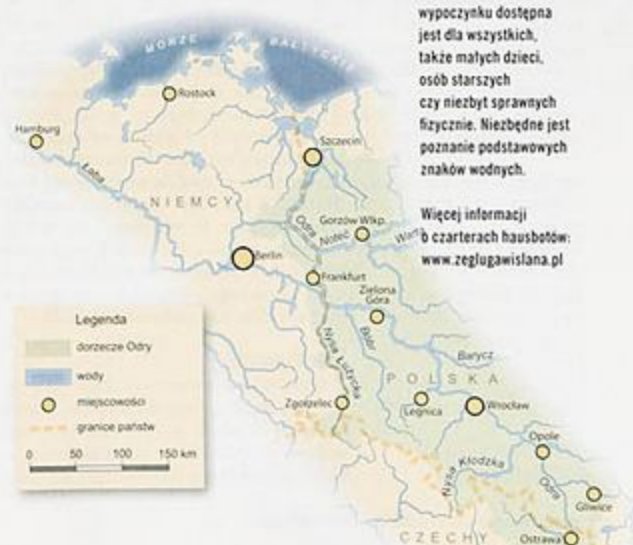 wypoczynku dostępna
jest dla wszystkich,
także małych dzieci,
osób starszych
czy niezbyt sprawnych
fizycznie. Niezbędne jest
poznanie podstawowych
znaków wodnych.
Więcej informacji
o czarterach hausbotów:
www.zeglugawislana.pl
MORZE BAŁTYCKIE
Rostock
Hamburg
Szczecin
Łaba
NIEMCY
Odra
Gorzów Wlkp.
Noteć
Warta
Berlin
Frankfurt
Zielona
Góra
Nysa Łużycka
Bóbr
Barycz
POLSKA
Zgorzelec
Legnica
Wrocław
Opole
Nysa Kłodzka
Odra
Gliwice
CZECHY
Ostrawa
Legenda
dorzecze Odry
wody
miejscowości
granice państw
0 50 100 150 km